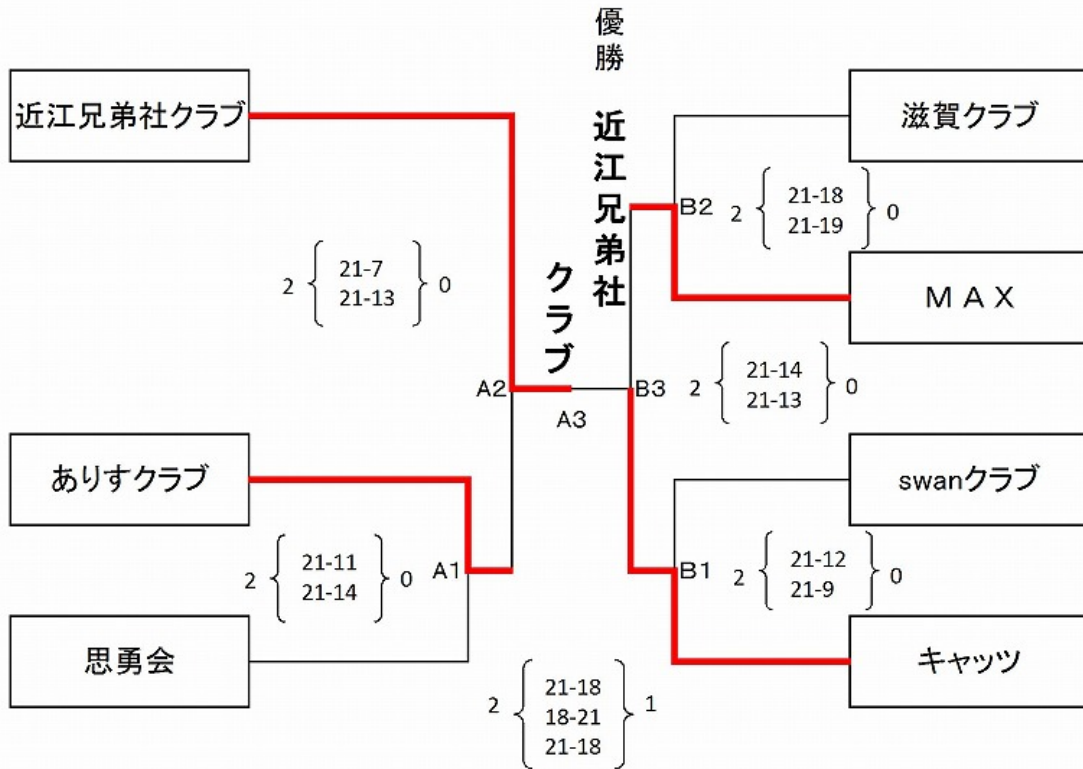 優勝
近江兄弟社
クラブ
近江兄弟社クラブ
滋賀クラブ
B2
2 { 21-18 } 0
21-19
2 { 21-7 } 0
21-13
MAX
A2
B3
A3
2 { 21-14 } 0
21-13
ありすクラブ
swanクラブ
A1
2 { 21-11 } 0
21-14
B1
2 { 21-12 } 0
21-9
思勇会
キャッツ
2 { 21-18 } 1
18-21
21-18